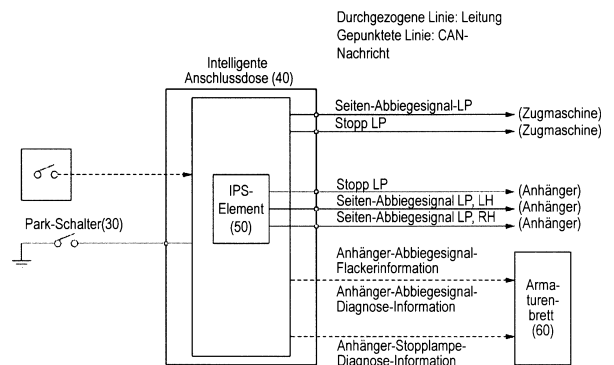 Durchgezogene Linie: Leitung
Gepunktete Linie: CAN-
Nachricht
Intelligente
Anschlussdose (40)
Seiten-Abbiegesignal-LP
(Zugmaschine)
Stopp LP
(Zugmaschine)
IPS-
Element
(50)
Stopp LP
(Anhänger)
Seiten-Abbiegesignal LP, LH
(Anhänger)
Seiten-Abbiegesignal LP, RH
(Anhänger)
Park-Schalter(30)
Anhänger-Abbiegesignal-
Flackerinformation
Anhänger-Abbiegesignal-
Diagnose-Information
Anhänger-Stopplampe-
Diagnose-Information
Arma-
turen-
brett
(60)